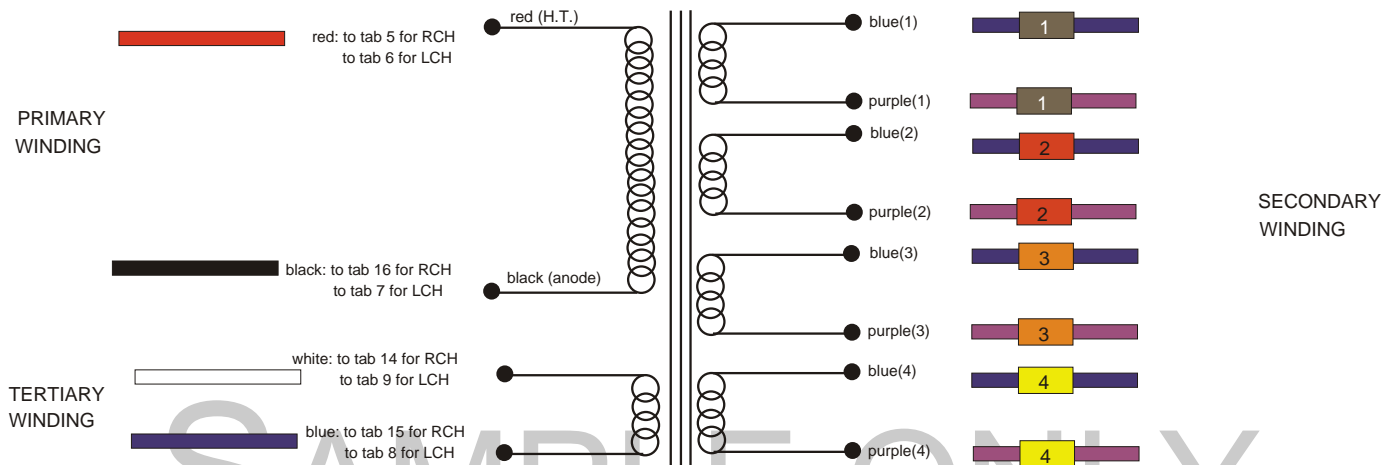 PRIMARY
WINDING
red: to tab 5 for RCH
to tab 6 for LCH
black: to tab 16 for RCH
to tab 7 for LCH
TERTIARY
WINDING
white: to tab 14 for RCH
to tab 9 for LCH
blue: to tab 15 for RCH
to tab 8 for LCH
red (H.T.)
black (anode)
blue(1)
purple(1)
blue(2)
purple(2)
blue(3)
purple(3)
blue(4)
purple(4)
1
1
2
2
3
3
4
4
SECONDARY
WINDING
SAMPLE ONLY